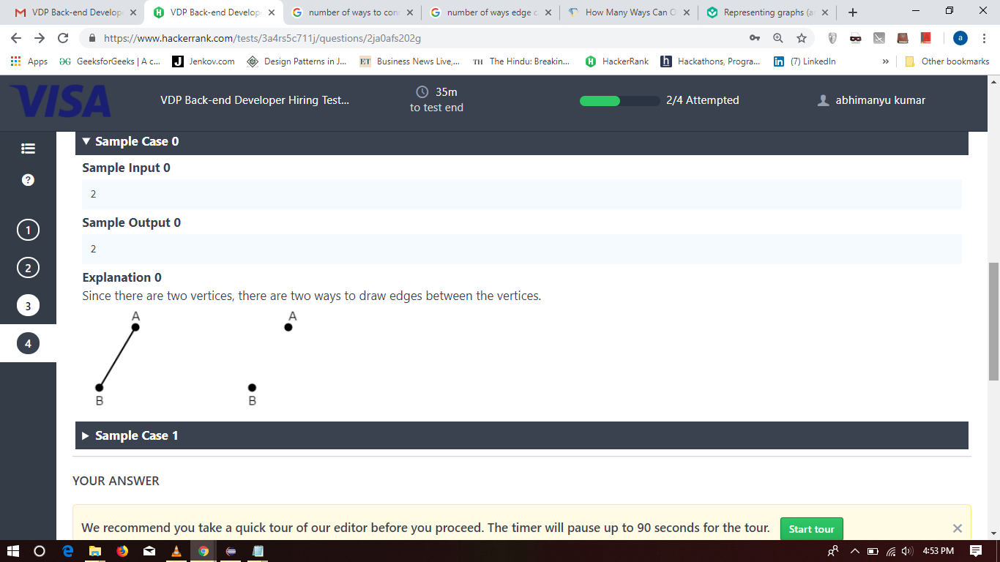 VDP Back-end Develop
VDP Back-end Develop
number of ways to con
number of ways edge c
How Many Ways Can O
Representing graphs (a
https://www.hackerrank.com/tests/3a4rs5c711j/questions/2ja0afs202g
a
Apps
GeeksforGeeks | A c...
Jenkov.com
Design Patterns in J...
ET
Business News Live,...
TH
The Hindu: Breakin...
HackerRank
Hackathons, Progra...
(7) LinkedIn
»
Other bookmarks
VISA
VDP Back-end Developer Hiring Test...
35m
to test end
2/4 Attempted
abhimanyu kumar
?
1
2
3
4
Sample Case 0
Sample Input 0
2
Sample Output 0
2
Explanation 0
Since there are two vertices, there are two ways to draw edges between the vertices.
A
A
B
B
Sample Case 1
YOUR ANSWER
We recommend you take a quick tour of our editor before you proceed. The timer will pause up to 90 seconds for the tour.
Start tour
4:53 PM